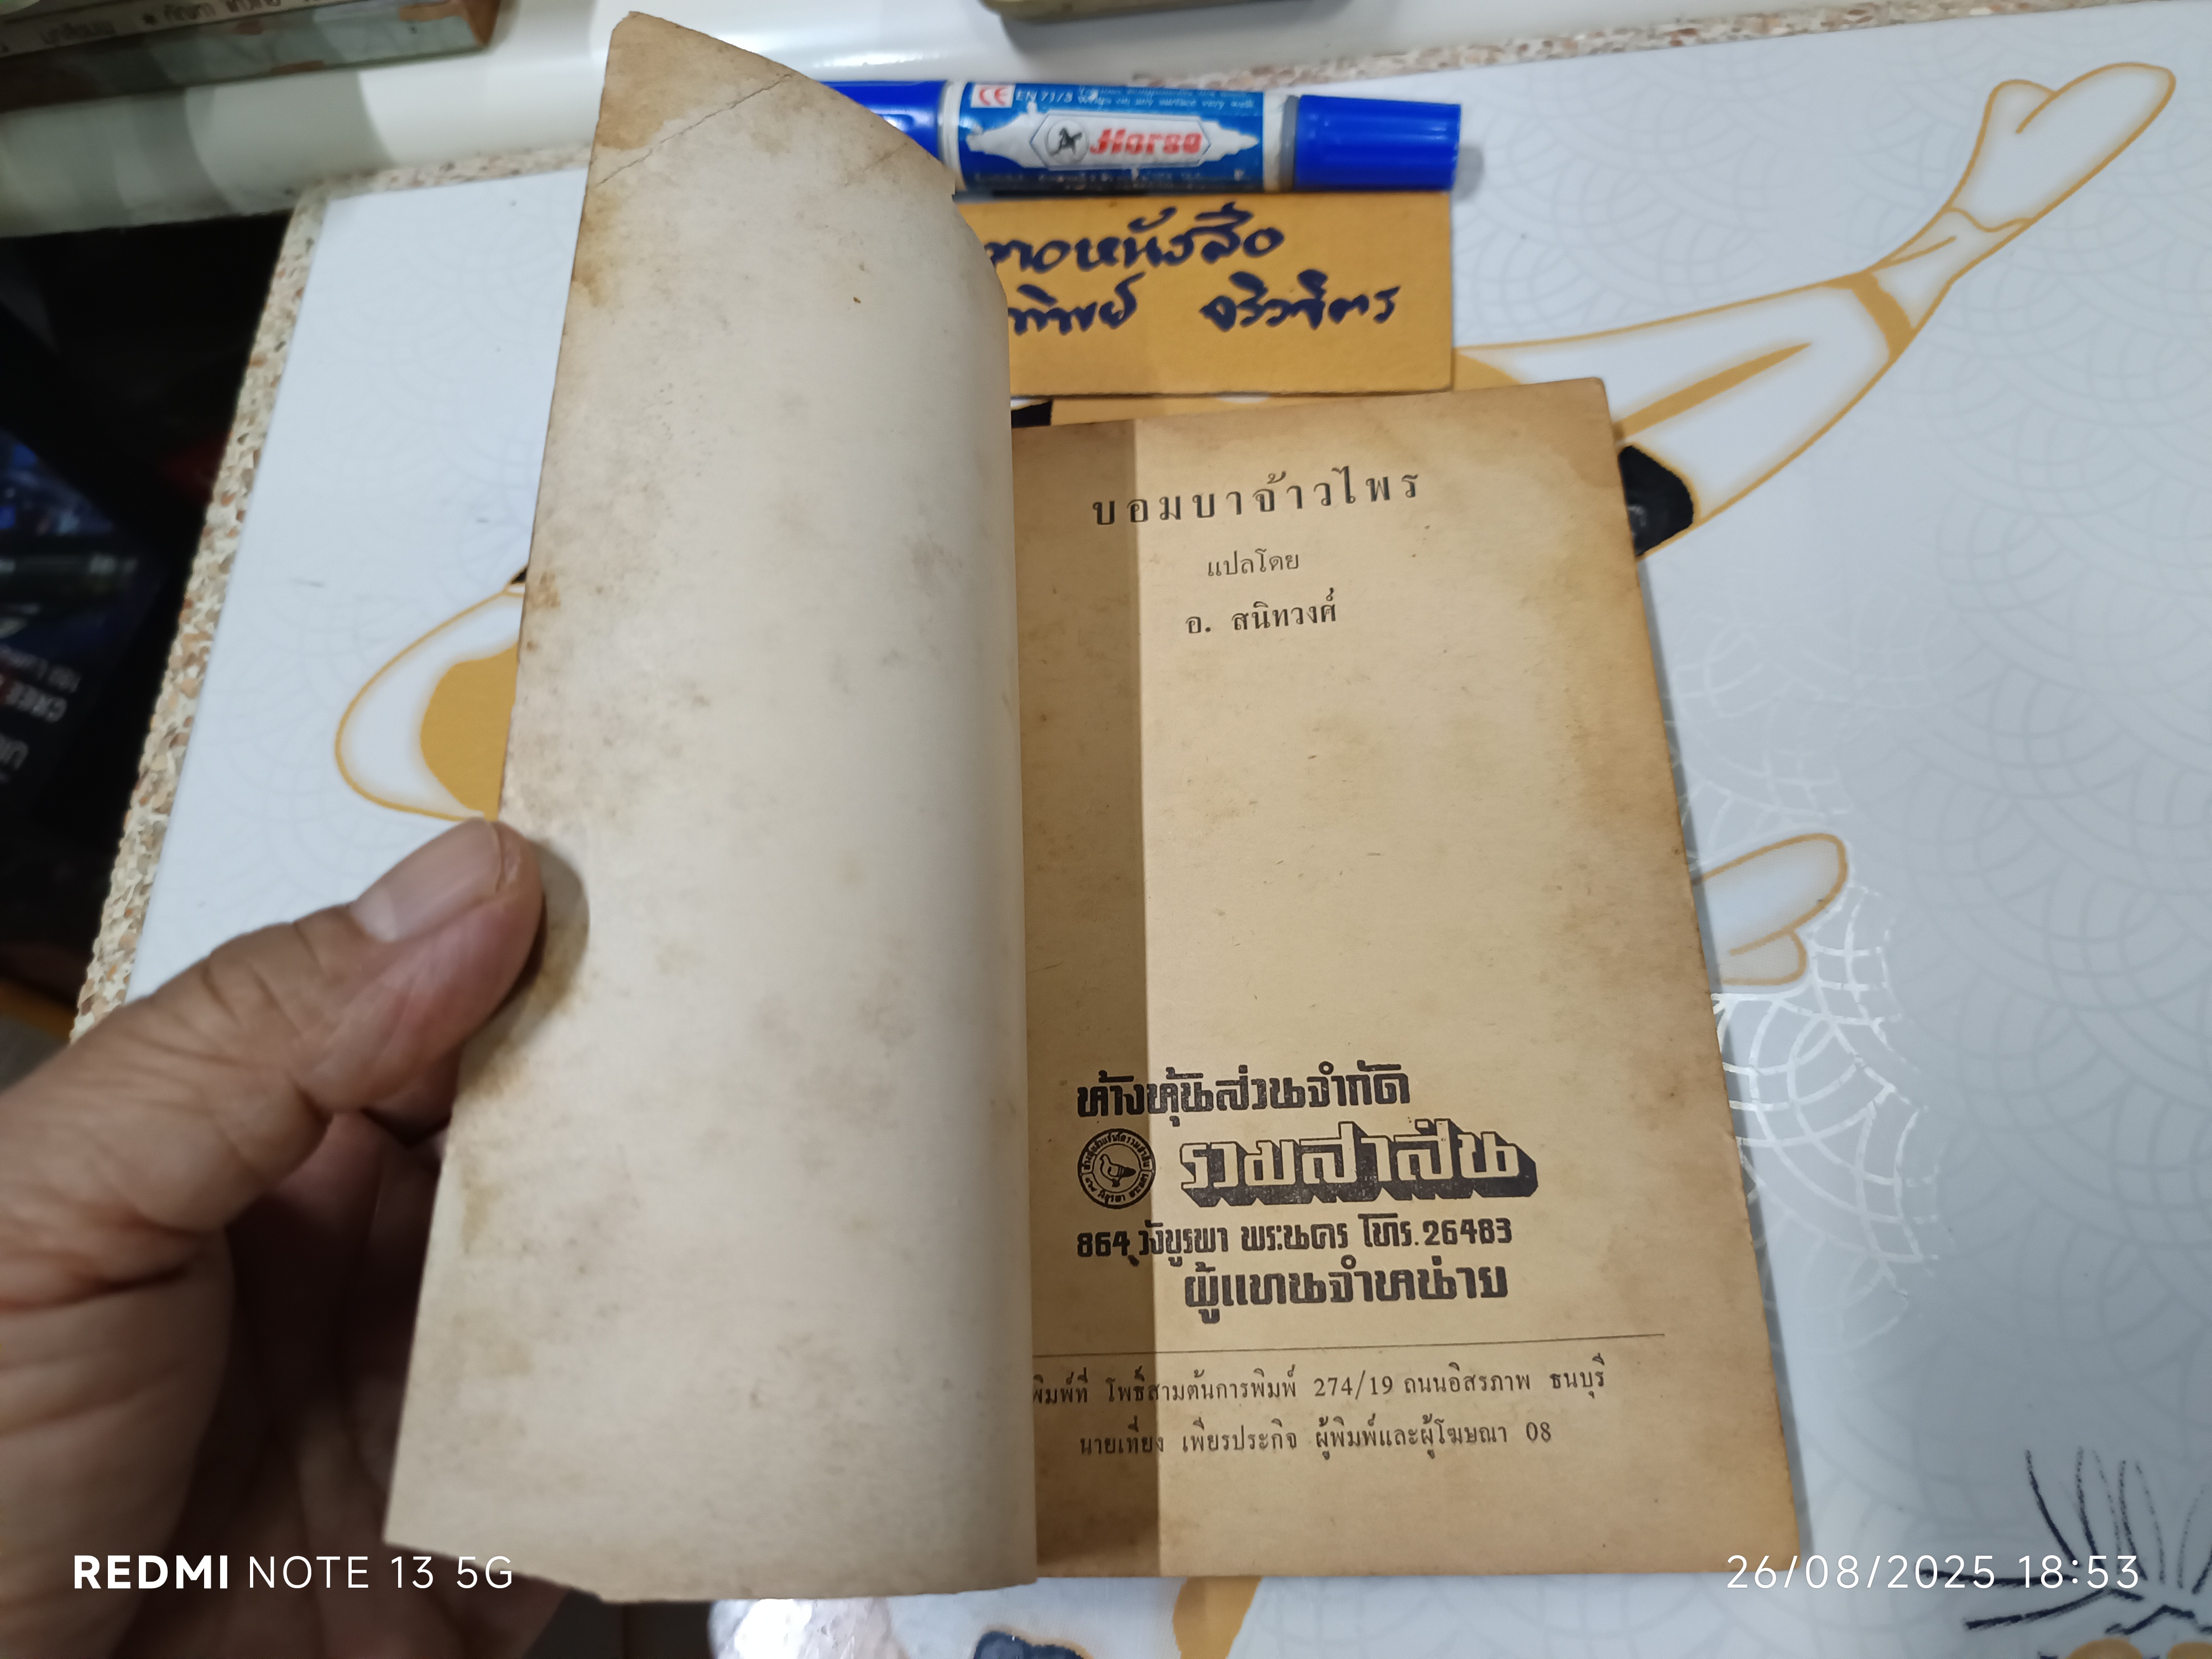 CE EN 71/3
Horse
หนังสือ
ทิพย์ จริวจิตร
บอมบาจ้าวไพร
แปลโดย
อ. สนิทวงศ์
ห้างหุ้นส่วนจำกัด
รวมสาส์น
864 วังบูรพา พระนคร โทร. 26483
ผู้แทนจำหน่าย
พิมพ์ที่ โพธิ์สามต้นการพิมพ์ 274/19 ถนนอิสรภาพ ธนบุรี
นายเที่ยง เพียรประกิจ ผู้พิมพ์และผู้โฆษณา 08
REDMI NOTE 13 5G
26/08/2025 18:53